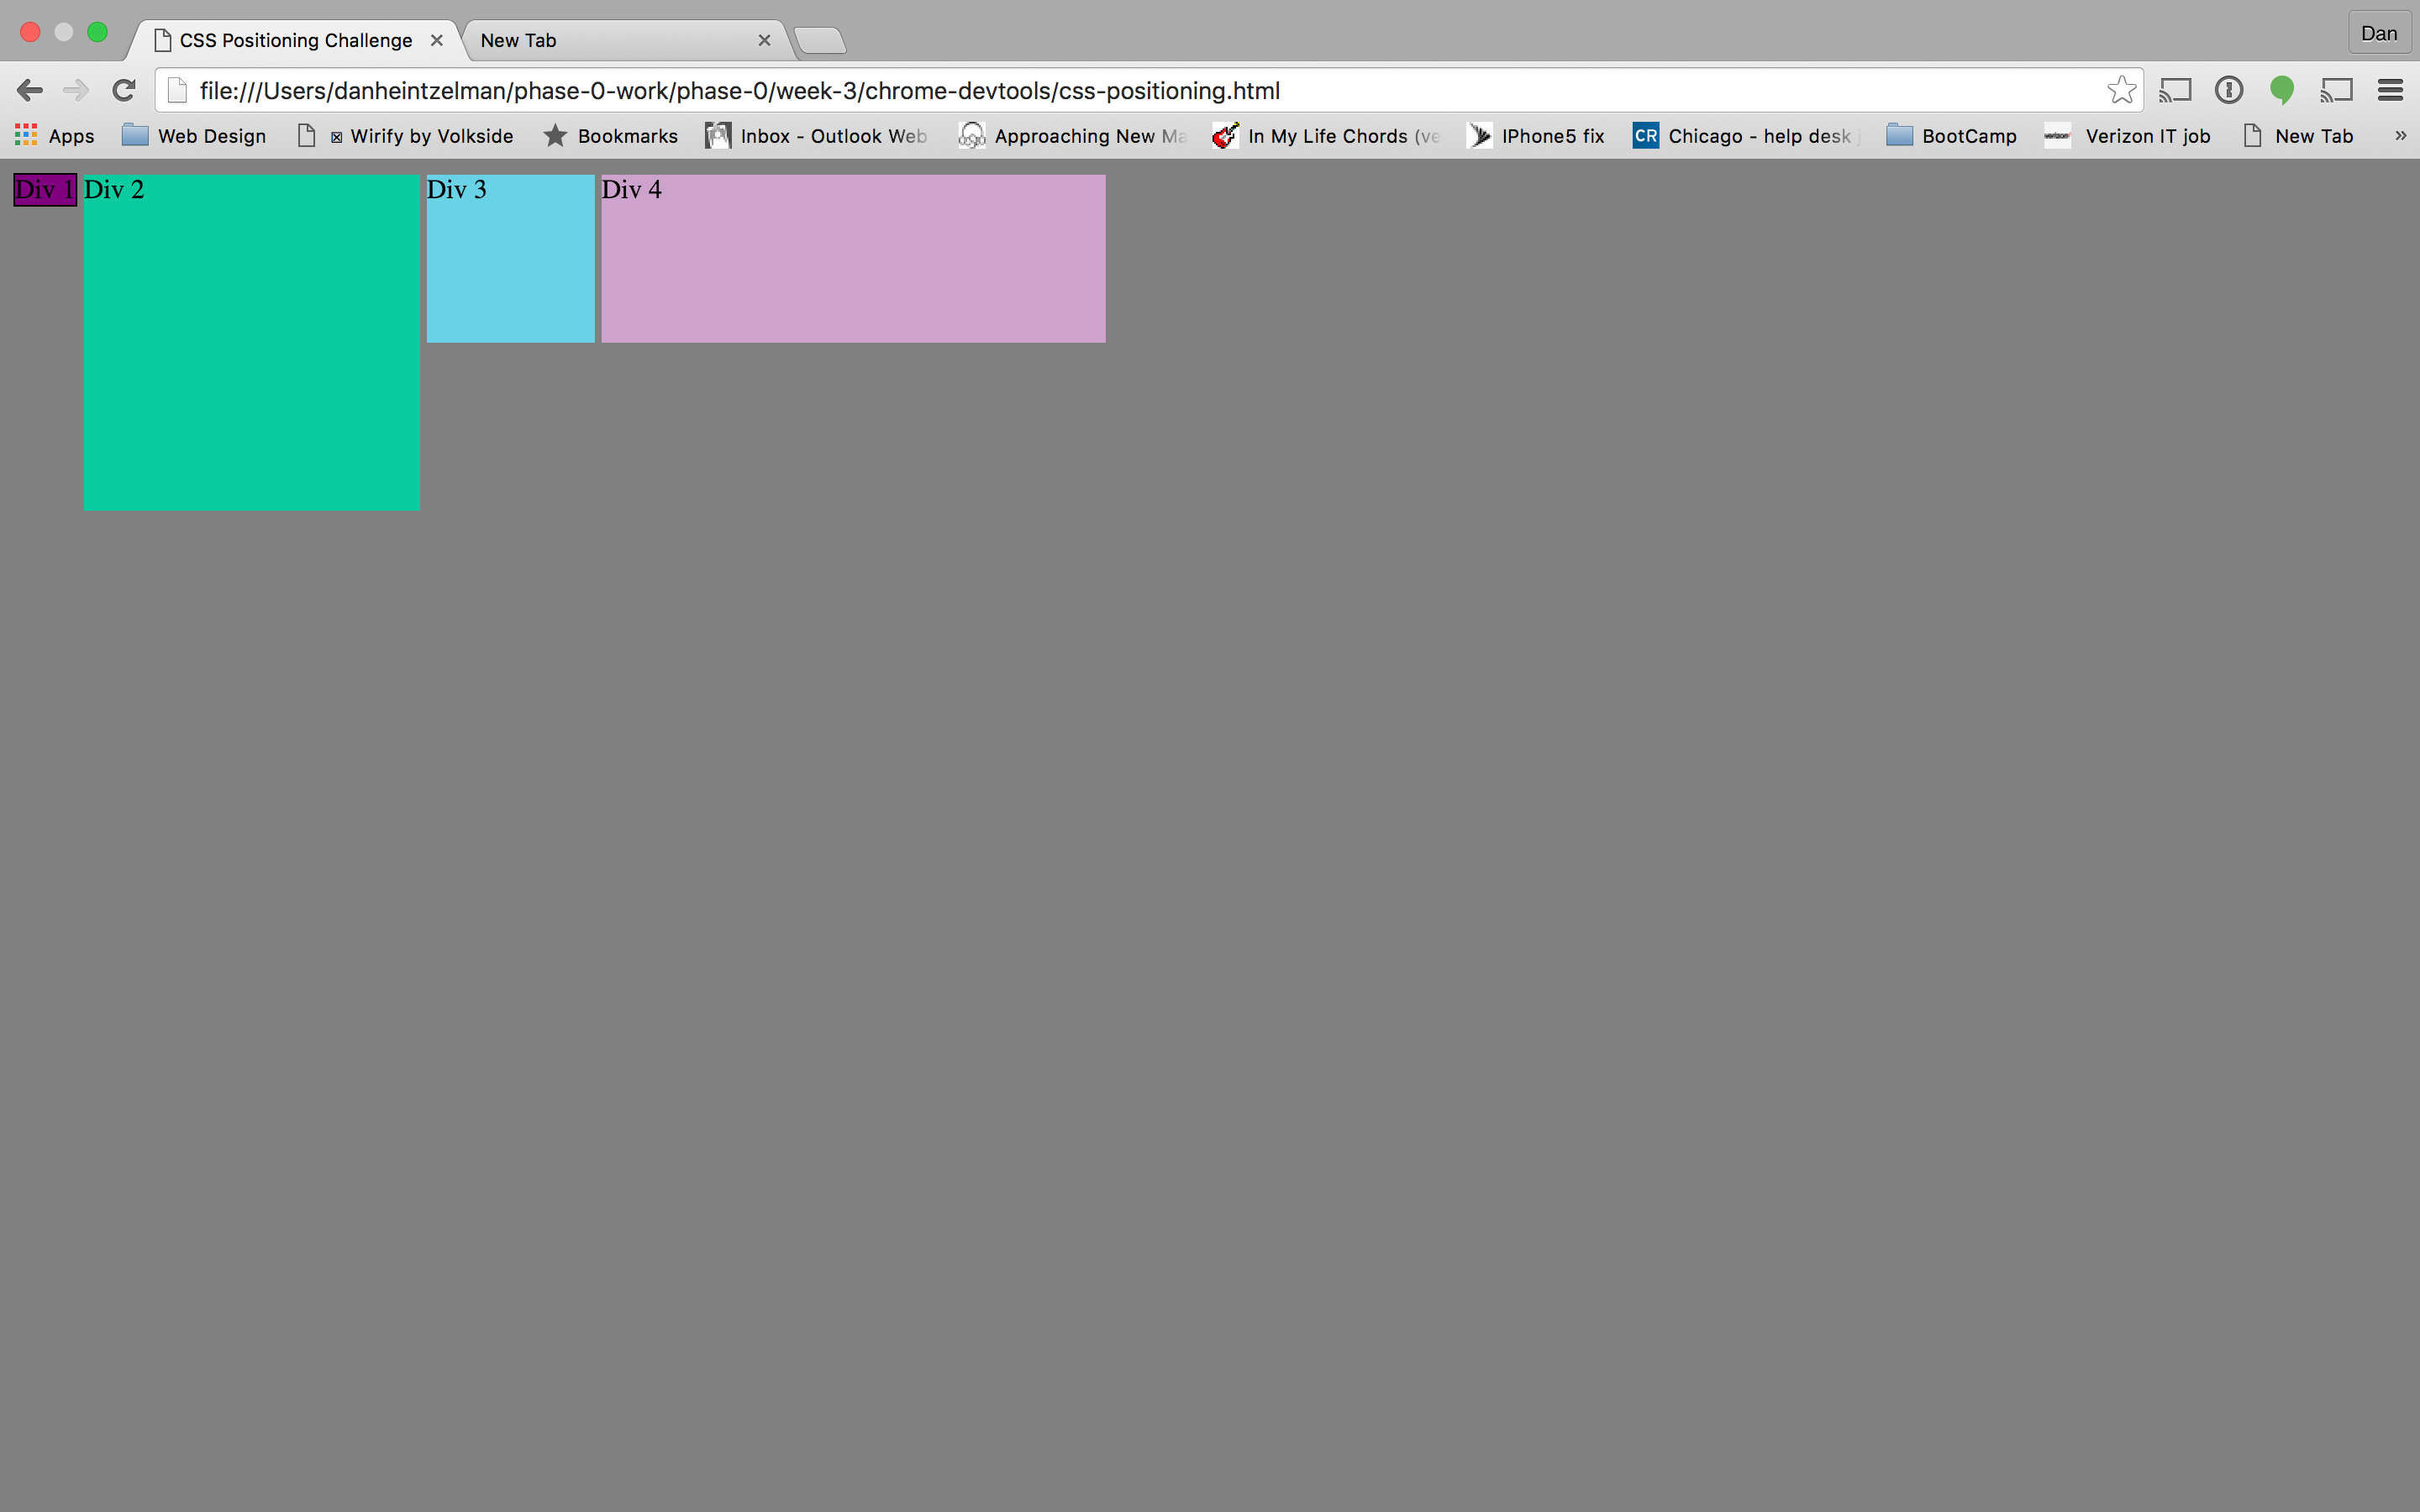 CSS Positioning Challenge New Tab Dan
file:///Users/danheintzelman/phase-0-work/phase-0/week-3/chrome-devtools/css-positioning.html
Apps Web Design Wirify by Volkside Bookmarks Inbox - Outlook Web Approaching New Ma In My Life Chords (ve IPhone5 fix CR Chicago - help desk BootCamp Verizon IT job New Tab »
Div 1 Div 2 Div 3 Div 4